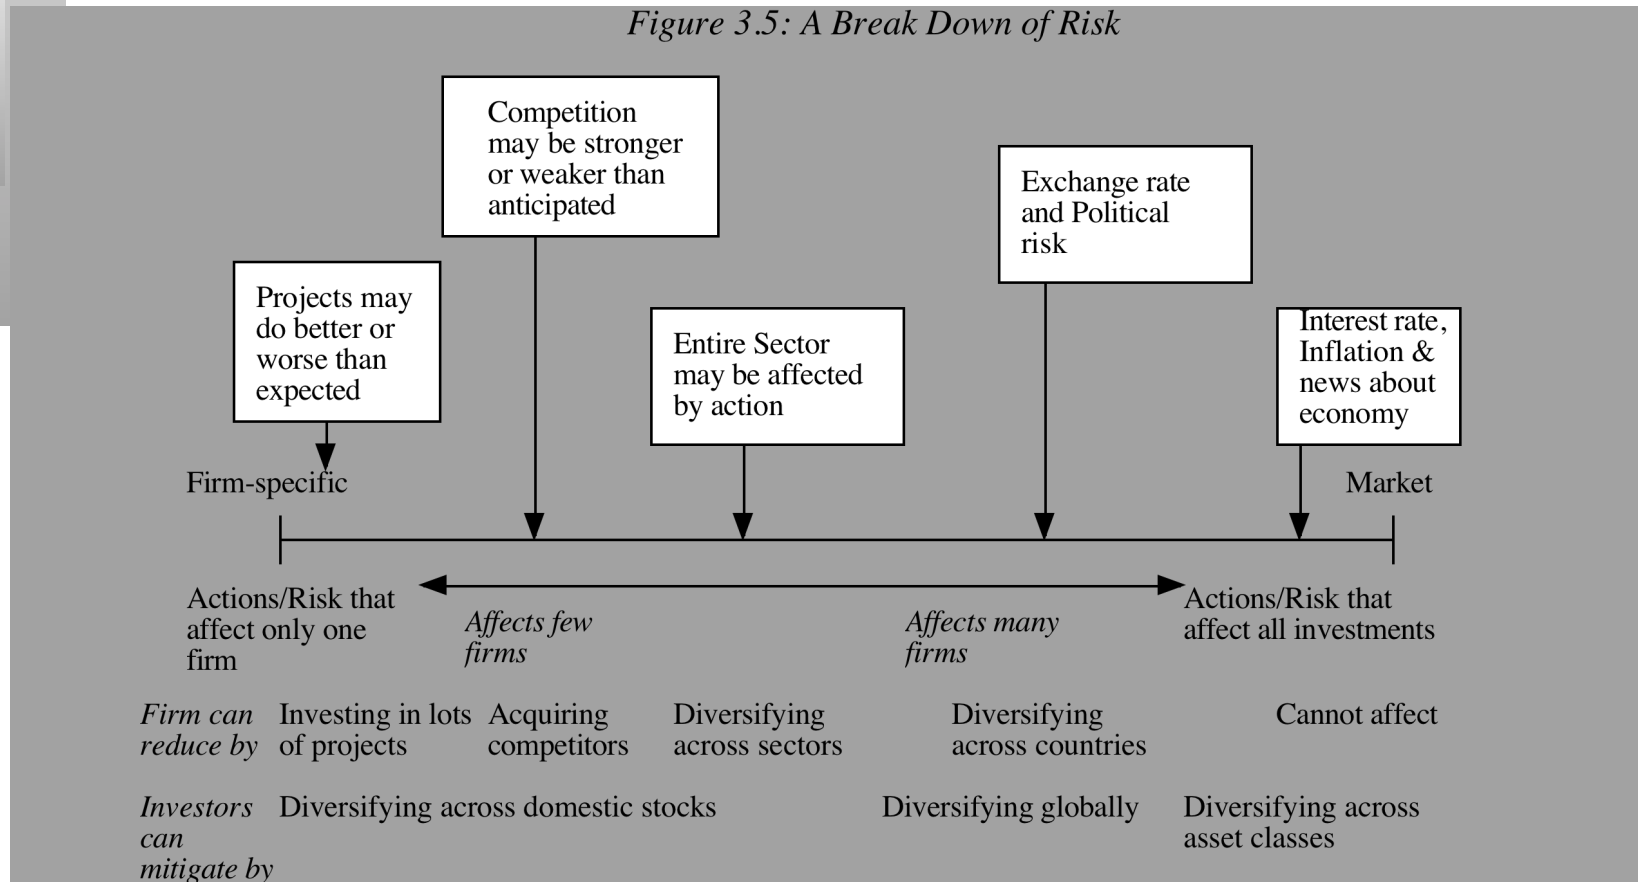 Figure 3.5: A Break Down of Risk
Competition
may be stronger
or weaker than
anticipated
Exchange rate
and Political
risk
Projects may
do better or
worse than
expected
Entire Sector
may be affected
by action
Interest rate,
Inflation &
news about
economy
Firm-specific
Market
Actions/Risk that
affect only one
firm
Affects few
firms
Affects many
firms
Actions/Risk that
affect all investments
Firm can
reduce by
Investing in lots
of projects
Acquiring
competitors
Diversifying
across sectors
Diversifying
across countries
Cannot affect
Investors
can
mitigate by
Diversifying across domestic stocks
Diversifying globally
Diversifying across
asset classes